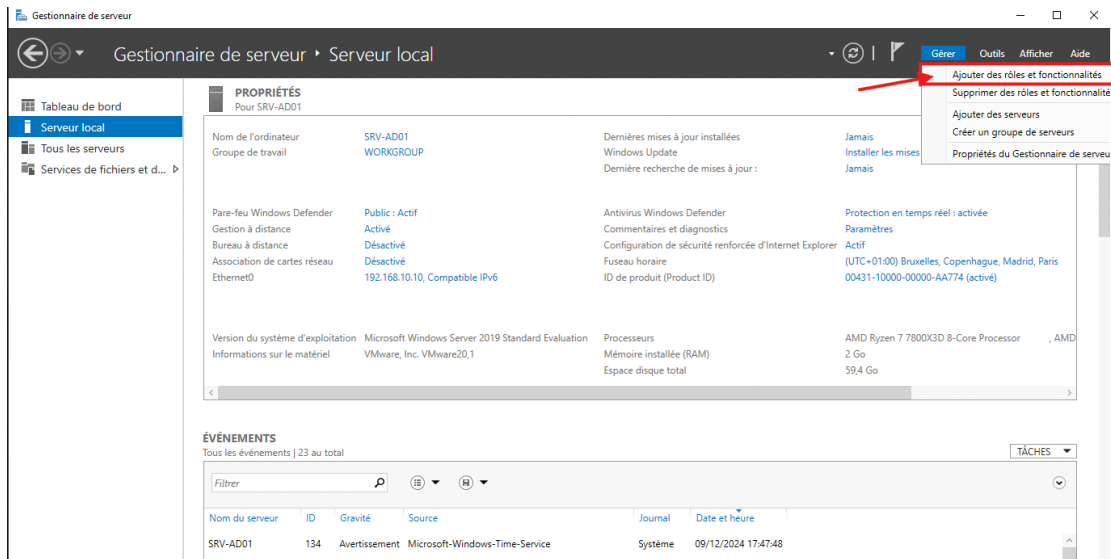 Gestionnaire de serveur
Gestionnaire de serveur ‣ Serveur local
Gérer Outils Afficher Aide
Ajouter des rôles et fonctionnalités
Supprimer des rôles et fonctionnalité
Ajouter des serveurs
Créer un groupe de serveurs
Propriétés du Gestionnaire de serveu
Tableau de bord
Serveur local
Tous les serveurs
Services de fichiers et d...
PROPRIÉTÉS
Pour SRV-AD01
Nom de l'ordinateur SRV-AD01 Dernières mises à jour installées Jamais
Groupe de travail WORKGROUP Windows Update Installer les mises
Dernière recherche de mises à jour : Jamais
Pare-feu Windows Defender Public : Actif Antivirus Windows Defender Protection en temps réel : activée
Gestion à distance Activé Commentaires et diagnostics Paramètres
Bureau à distance Désactivé Configuration de sécurité renforcée d'Internet Explorer Actif
Association de cartes réseau Désactivé Fuseau horaire (UTC+01:00) Bruxelles, Copenhague, Madrid, Paris
Ethernet0 192.168.10.10, Compatible IPv6 ID de produit (Product ID) 00431-10000-00000-AA774 (activé)
Version du système d'exploitation Microsoft Windows Server 2019 Standard Evaluation Processeurs AMD Ryzen 7 7800X3D 8-Core Processor , AMD
Informations sur le matériel VMware, Inc. VMware20,1 Mémoire installée (RAM) 2 Go
Espace disque total 59,4 Go
ÉVÉNEMENTS
Tous les événements | 23 au total
TÂCHES
Filtrer
Nom du serveur ID Gravité Source Journal Date et heure
SRV-AD01 134 Avertissement Microsoft-Windows-Time-Service Système 09/12/2024 17:47:48